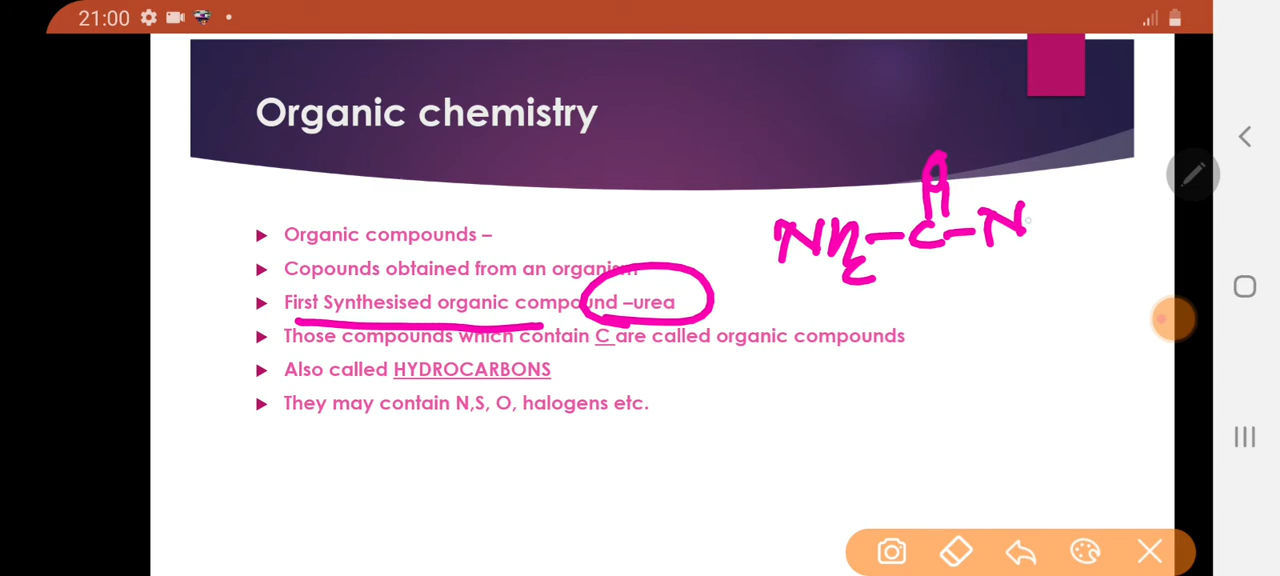 21:00
Organic chemistry
NH2-C-N
O
Organic compounds –
Copounds obtained from an organism
First Synthesised organic compound –urea
Those compounds which contain C are called organic compounds
Also called HYDROCARBONS
They may contain N,S, O, halogens etc.